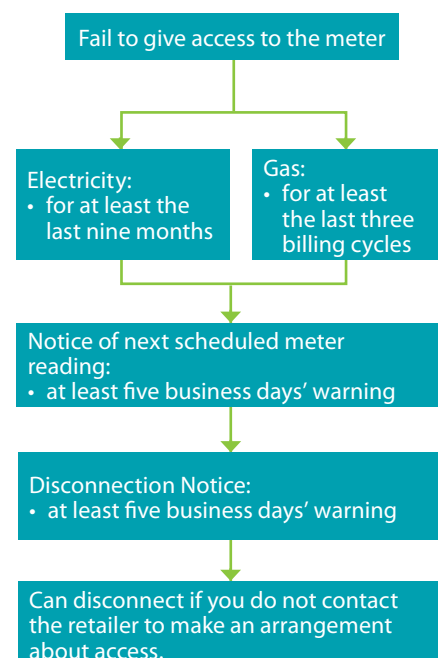 Fail to give access to the meter
Electricity:
• for at least the
last nine months
Gas:
• for at least
the last three
billing cycles
Notice of next scheduled meter
reading:
• at least five business days’ warning
Disconnection Notice:
• at least five business days’ warning
Can disconnect if you do not contact
the retailer to make an arrangement
about access.